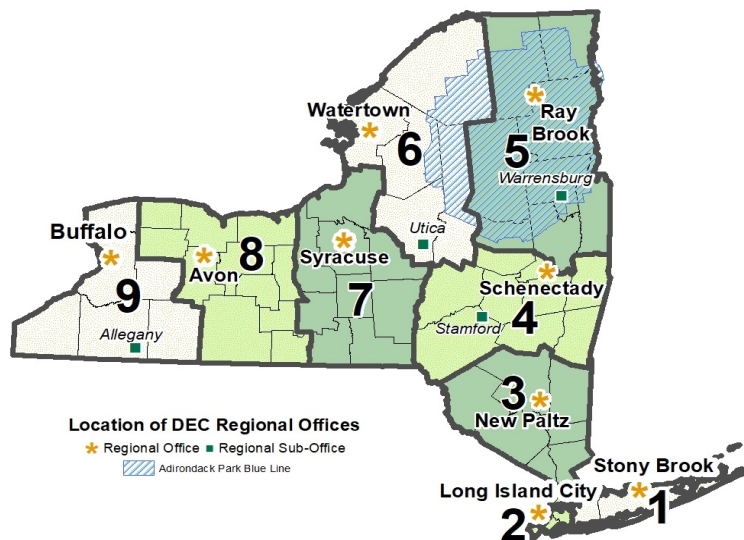 Watertown
6
Ray
Brook
5
Warrensburg
Utica
Buffalo
9
Allegany
8
Avon
Syracuse
7
Schenectady
Stamford
4
3
New Paltz
Location of DEC Regional Offices
Regional Office Regional Sub-Office
Adirondack Park Blue Line
Stony Brook
1
Long Island City
2